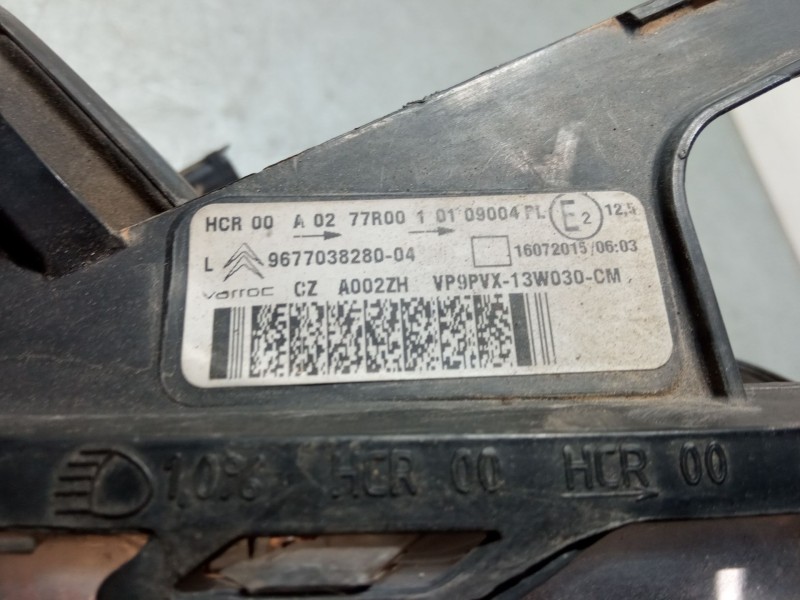 HCR 00 A 02 77R00 1 01 09004 PL E2 12,5
L 9677038280-04 16072015/06:03
varroc CZ A002ZH VP9PVX-13W030-CM
HCR 00 HCR 00